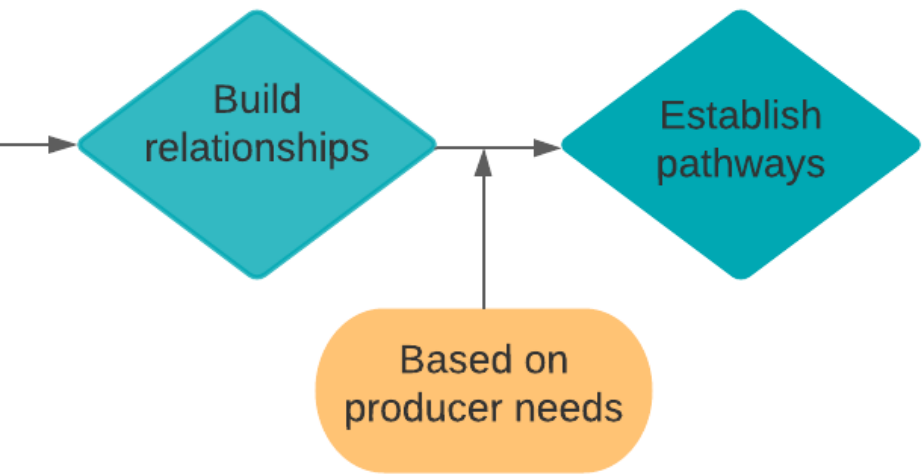 Build
relationships
Establish
pathways
Based on
producer needs